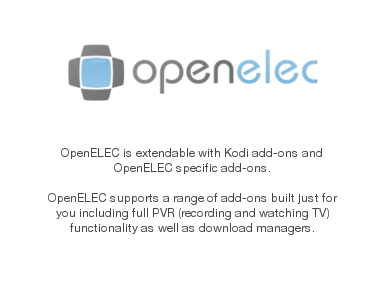 openelec
OpenELEC is extendable with Kodi add-ons and
OpenELEC specific add-ons.
OpenELEC supports a range of add-ons built just for
you including full PVR (recording and watching TV)
functionality as well as download managers.